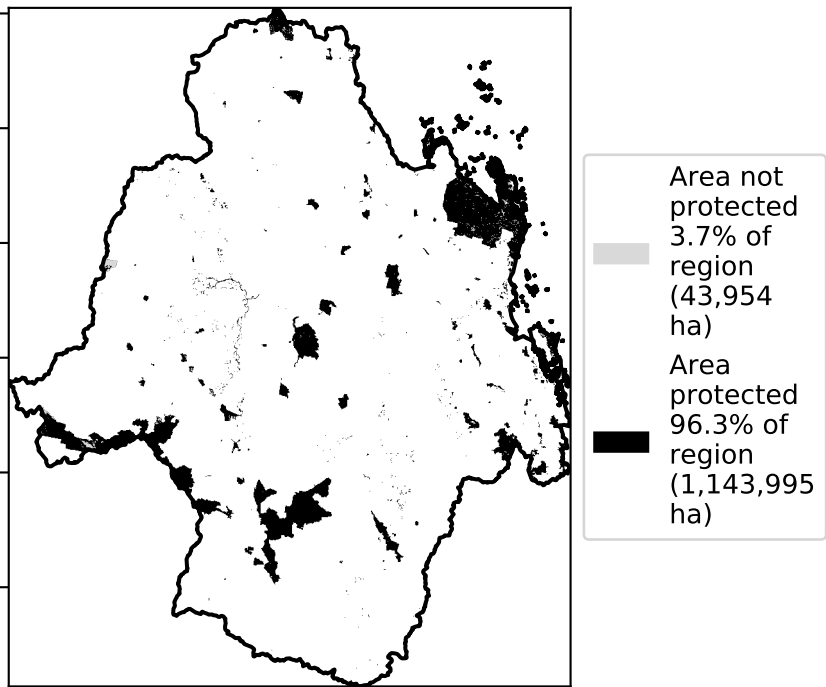 Area not
protected
3.7% of
region
(43,954
ha)
Area
protected
96.3% of
region
(1,143,995
ha)